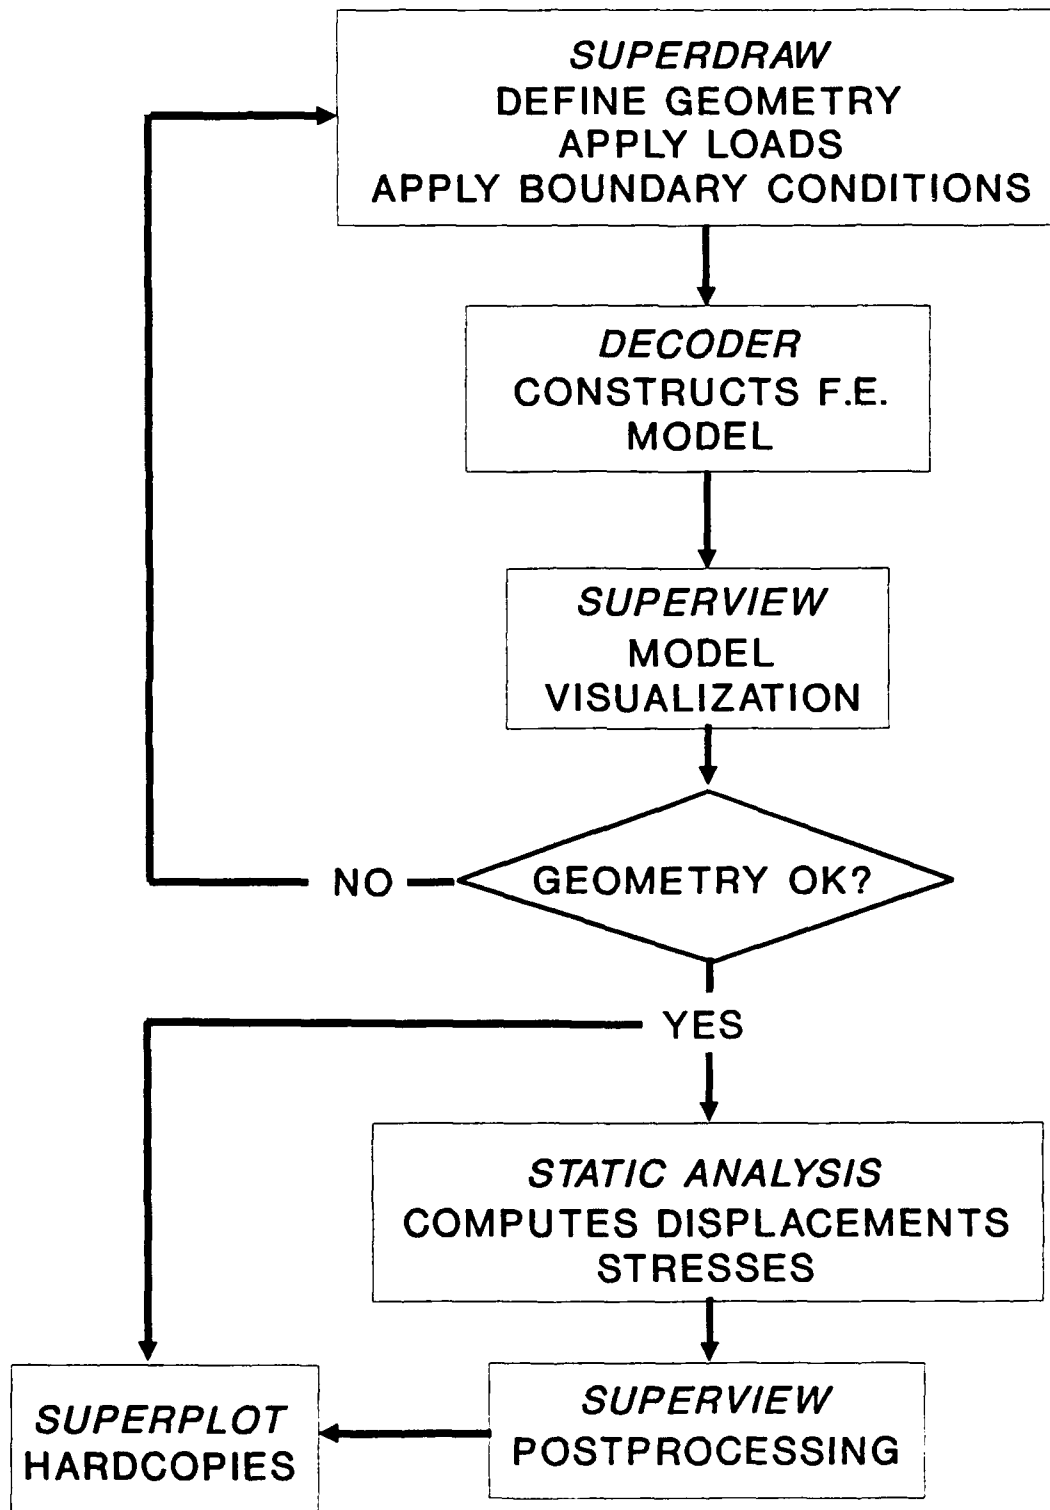 SUPERDRAW
DEFINE GEOMETRY
APPLY LOADS
APPLY BOUNDARY CONDITIONS
DECODER
CONSTRUCTS F.E.
MODEL
SUPERVIEW
MODEL
VISUALIZATION
NO
GEOMETRY OK?
YES
STATIC ANALYSIS
COMPUTES DISPLACEMENTS
STRESSES
SUPERPLOT
HARDCOPIES
SUPERVIEW
POSTPROCESSING